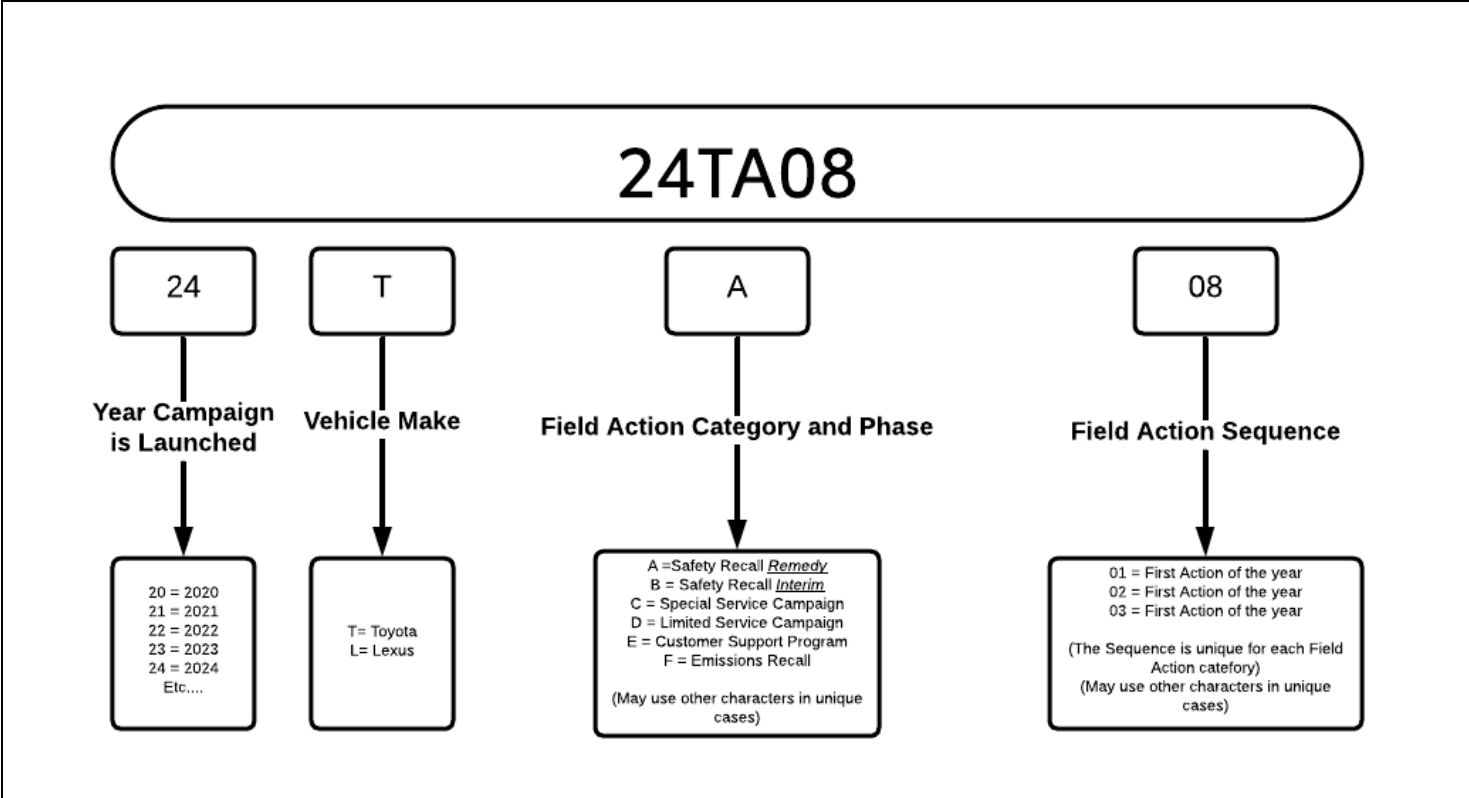 24TA08
24
T
A
08
Year Campaign
is Launched
Vehicle Make
Field Action Category and Phase
Field Action Sequence
20 = 2020
21 = 2021
22 = 2022
23 = 2023
24 = 2024
Etc....
T= Toyota
L= Lexus
A =Safety Recall Remedy
B = Safety Recall Interim
C = Special Service Campaign
D = Limited Service Campaign
E = Customer Support Program
F = Emissions Recall
(May use other characters in unique
cases)
01 = First Action of the year
02 = First Action of the year
03 = First Action of the year
(The Sequence is unique for each Field
Action catefory)
(May use other characters in unique
cases)